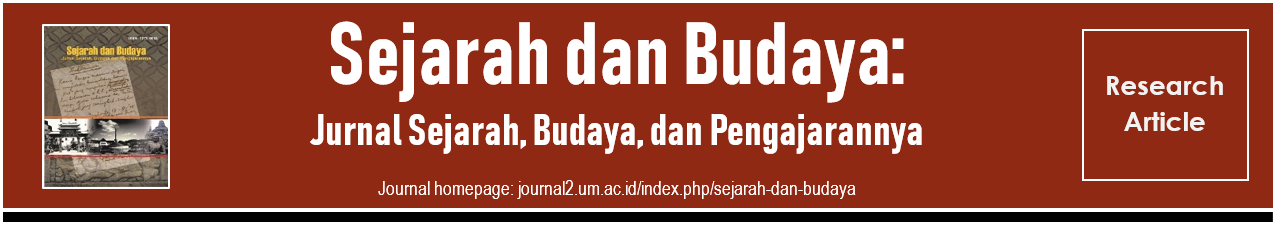 Sejarah dan Budaya
Sejarah dan Budaya:
Jurnal Sejarah, Budaya, dan Pengajarannya
Journal homepage: journal2.um.ac.id/index.php/sejarah-dan-budaya
Research
Article